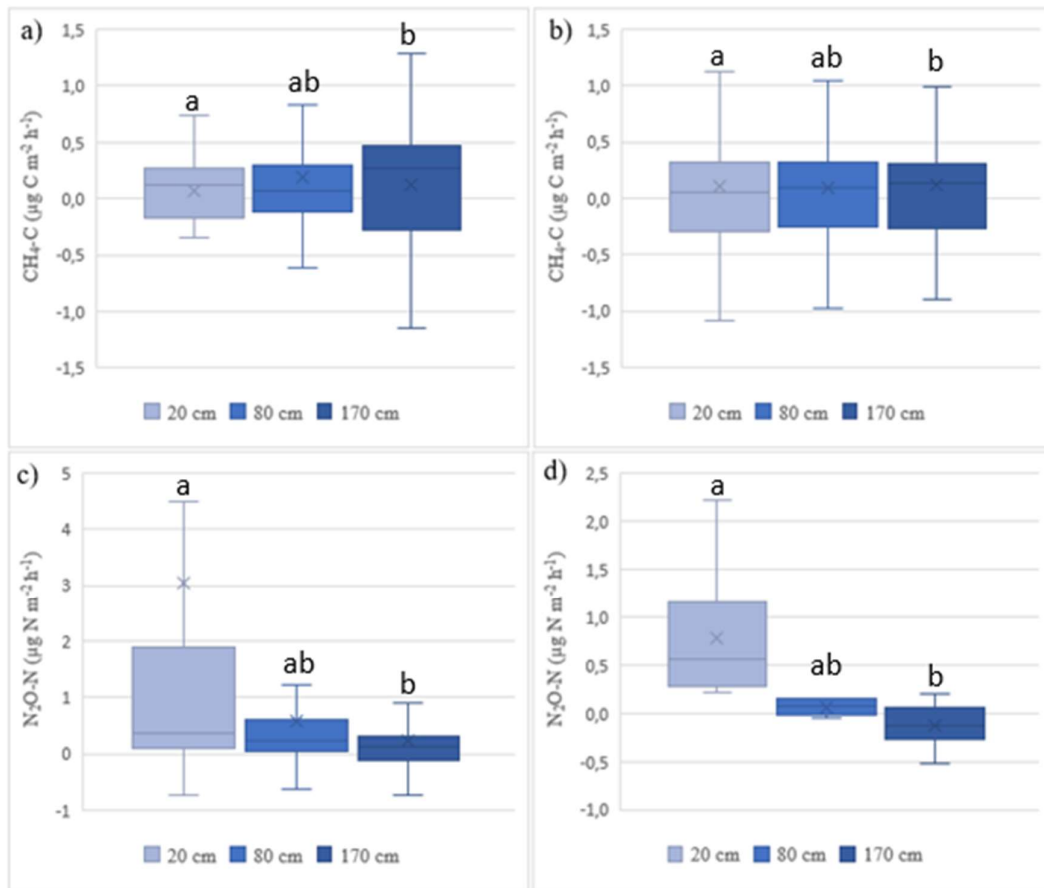 a)
CH₄-C (µg C m⁻² h⁻¹)
1,5
1,0
0,5
0,0
-0,5
-1,0
-1,5
a
ab
b
20 cm 80 cm 170 cm
b)
CH₄-C (µg C m⁻² h⁻¹)
1,5
1,0
0,5
0,0
-0,5
-1,0
-1,5
a
ab
b
20 cm 80 cm 170 cm
c)
N₂O-N (µg N m⁻² h⁻¹)
5
4
3
2
1
0
-1
a
ab
b
20 cm 80 cm 170 cm
d)
N₂O-N (µg N m⁻² h⁻¹)
2,5
2,0
1,5
1,0
0,5
0,0
-0,5
-1,0
a
ab
b
20 cm 80 cm 170 cm